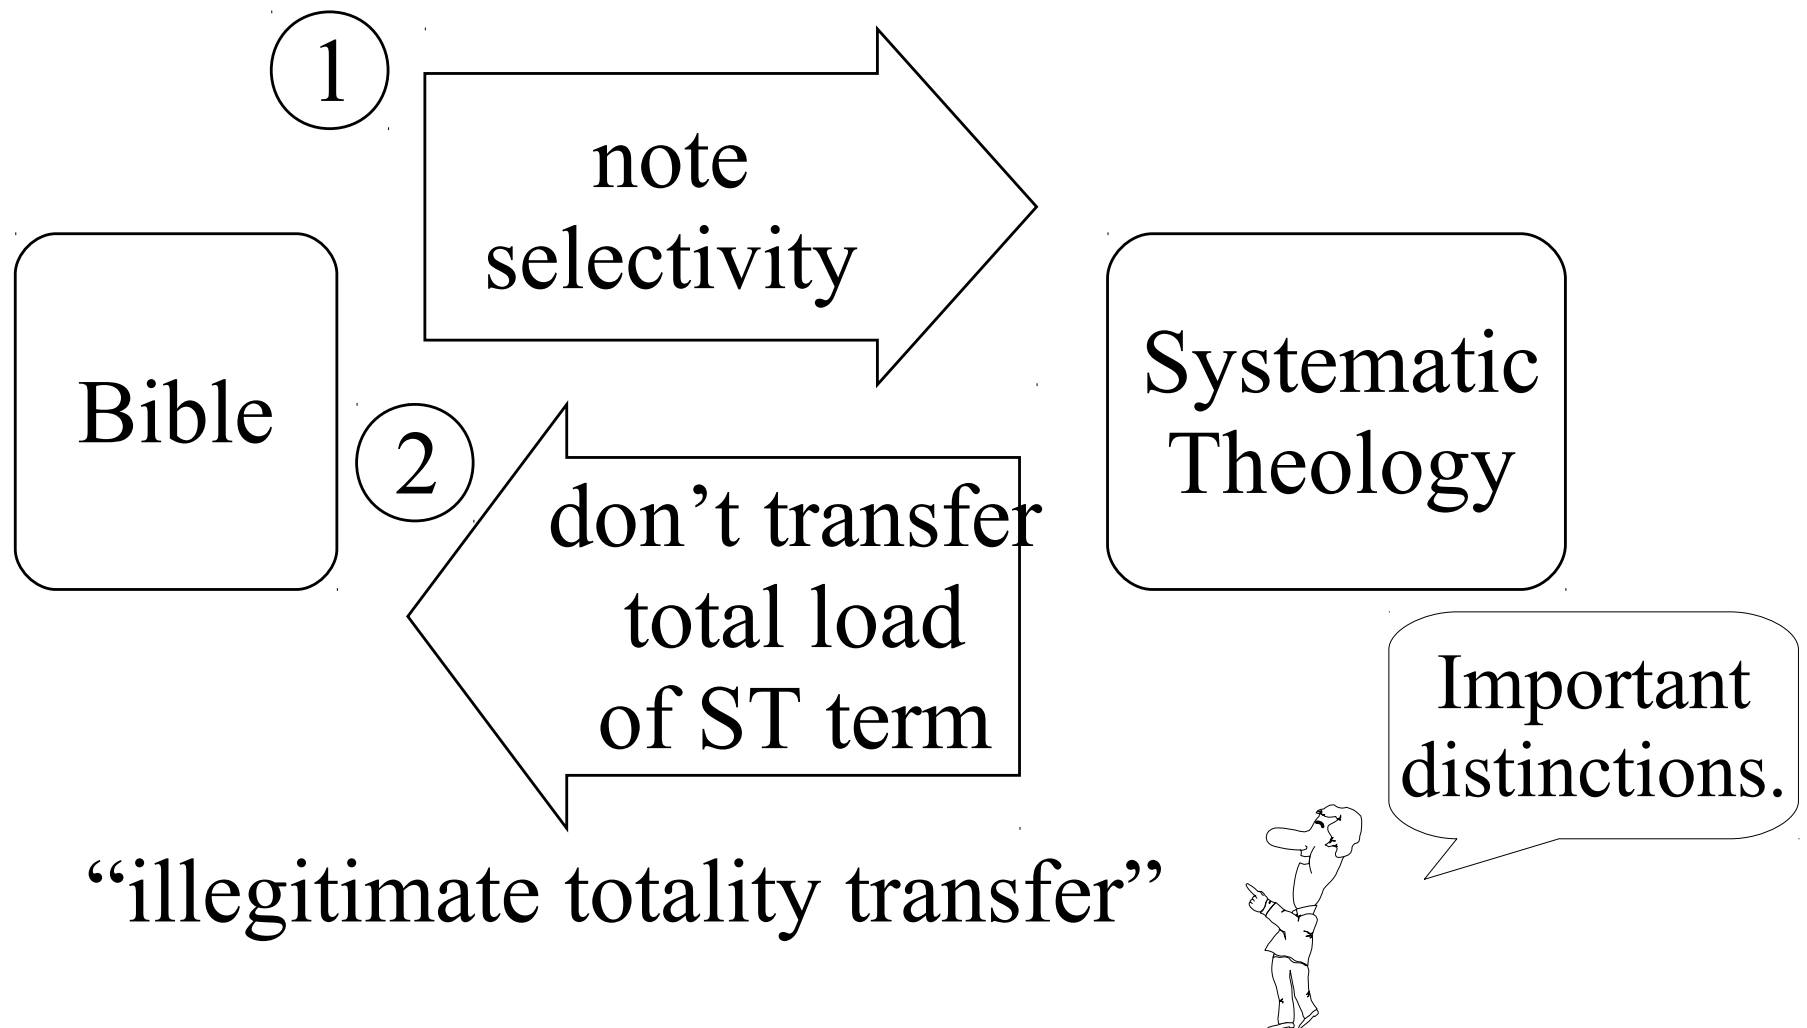 1
note
selectivity
Bible
Systematic
Theology
2
don’t transfer
total load
of ST term
Important
distinctions.
“illegitimate totality transfer”